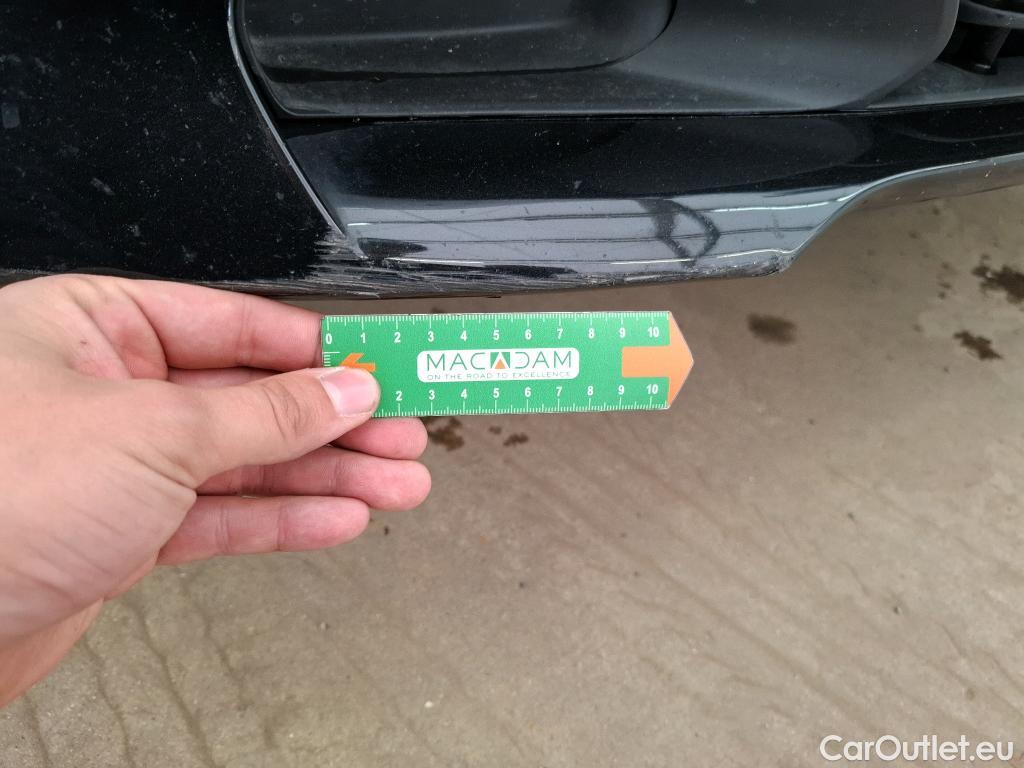 0 1 2 3 4 5 6 7 8 9 10
MACADAM
ON THE ROAD TO EXCELLENCE
2 3 4 5 6 7 8 9 10
CarOutlet.eu